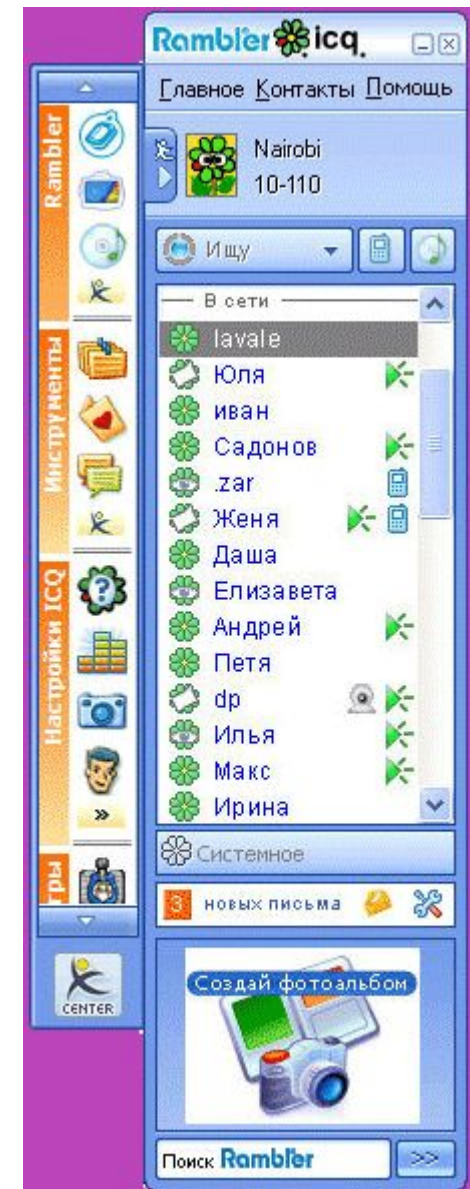 Rambler icq
Главное Контакты Помощь
Nairobi
10-110
Ищу
В сети
lavale
Юля
иван
Садонов
.zar
Женя
Даша
Елизавета
Андрей
Петя
dp
Илья
Макс
Ирина
Системное
3 новых письма
Создай фотоальбом
Поиск Rambler >>
Rambler
Инструменты
Настройки ICQ
»
гры
CENTER